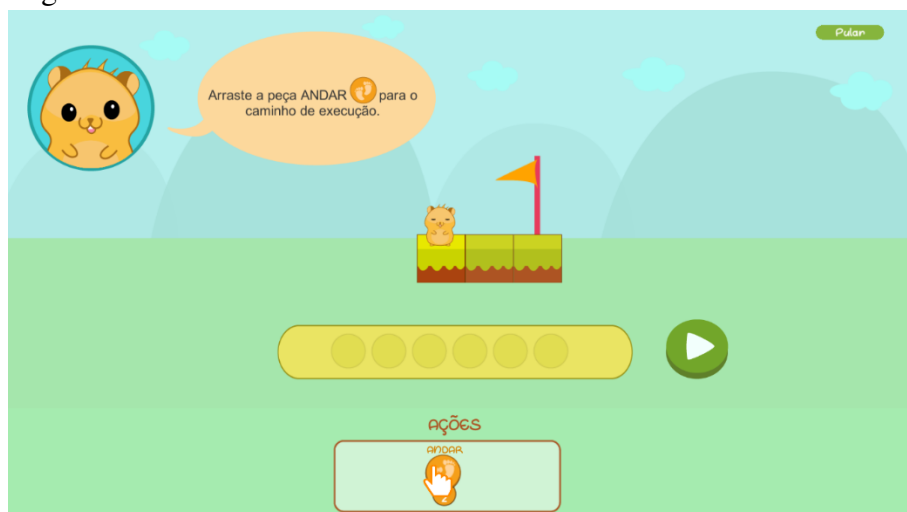 Pular
Arraste a peça ANDAR para o
caminho de execução.
AÇÕES
ANDAR